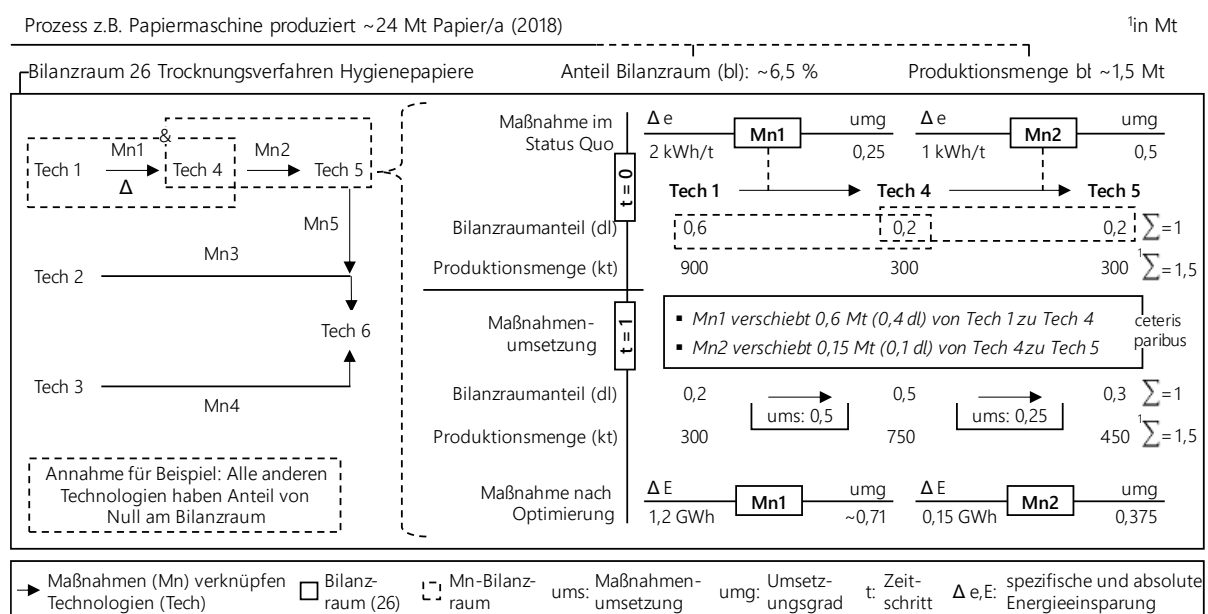 Prozess z.B. Papiermaschine produziert ~24 Mt Papier/a (2018)
¹in Mt
Bilanzraum 26 Trocknungsverfahren Hygienepapiere
Anteil Bilanzraum (bl): ~6,5 %
Produktionsmenge bl: ~1,5 Mt
&
Tech 1
Mn1
Δ
Tech 4
Mn2
Tech 5
Mn5
Mn3
Tech 2
Tech 6
Tech 3
Mn4
Annahme für Beispiel: Alle anderen
Technologien haben Anteil von
Null am Bilanzraum
Maßnahme im
Status Quo
Δ e
Mn1
umg
2 kWh/t
0,25
Δ e
Mn2
umg
1 kWh/t
0,5
t = 0
Tech 1
Tech 4
Tech 5
Bilanzraumanteil (dl)
0,6
0,2
0,2
∑=1
Produktionsmenge (kt)
900
300
300
¹∑=1,5
Maßnahmen-
umsetzung
t = 1
▪ Mn1 verschiebt 0,6 Mt (0,4 dl) von Tech 1 zu Tech 4
▪ Mn2 verschiebt 0,15 Mt (0,1 dl) von Tech 4 zu Tech 5
ceteris
paribus
Bilanzraumanteil (dl)
0,2
0,5
0,3
∑=1
ums: 0,5
ums: 0,25
Produktionsmenge (kt)
300
750
450
¹∑=1,5
Maßnahme nach
Optimierung
Δ E
Mn1
umg
1,2 GWh
~0,71
Δ E
Mn2
umg
0,15 GWh
0,375
Maßnahmen (Mn) verknüpfen
Technologien (Tech)
Bilanz-
raum (26)
Mn-Bilanz-
raum
ums:
Maßnahmen-
umsetzung
umg:
Umsetz-
ungsgrad
t:
Zeit-
schritt
Δ e,E:
spezifische und absolute
Energieeinsparung